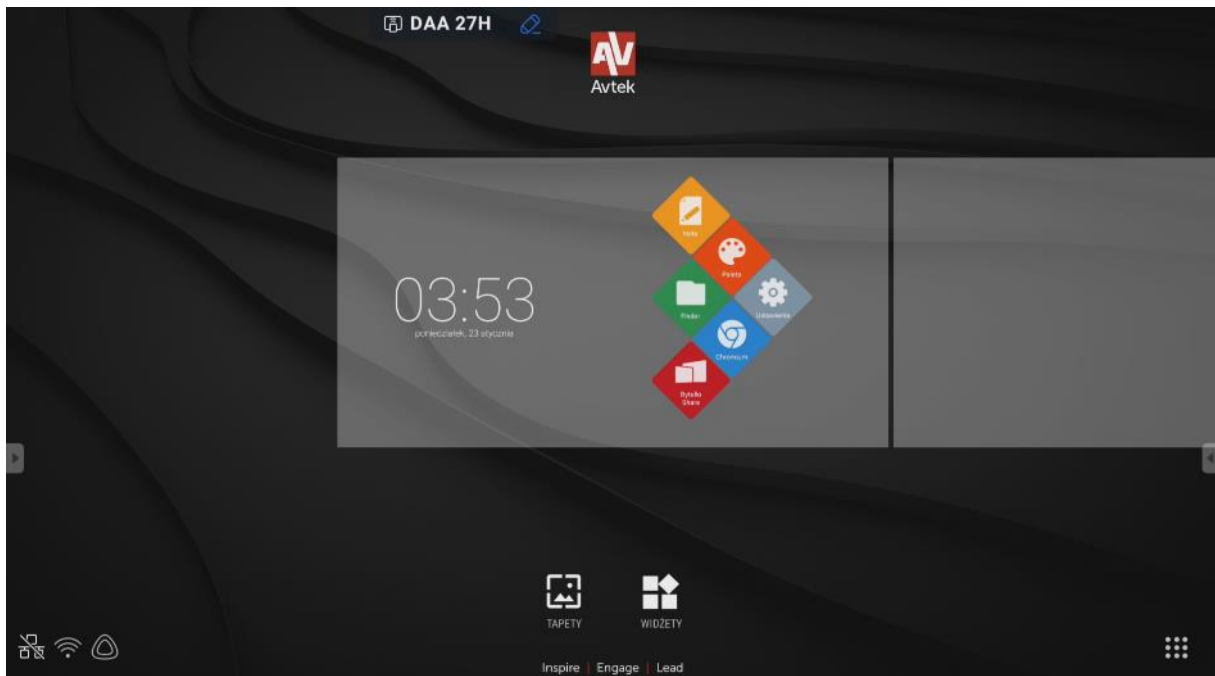 DAA 27H
AV
Avtek
Nota
Paleta
03:53
poniedziałek, 23 stycznia
Finder
Ustawienia
Chromium
Bytello
Share
TAPETY
WIDŻETY
Inspire | Engage | Lead